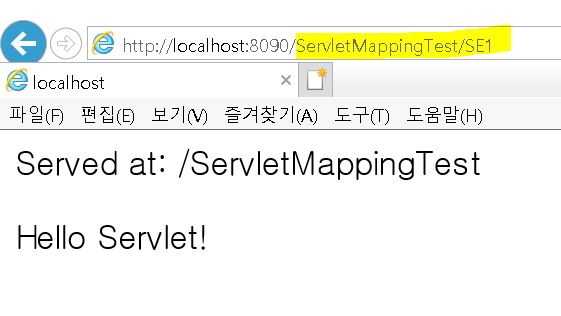 http://localhost:8090/ServletMappingTest/SE1
localhost
파일(F) 편집(E) 보기(V) 즐겨찾기(A) 도구(T) 도움말(H)
Served at: /ServletMappingTest
Hello Servlet!